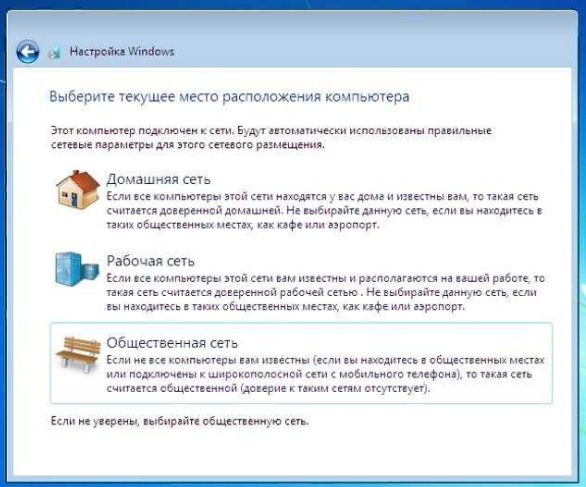 Настройка Windows
Выберите текущее место расположения компьютера
Этот компьютер подключен к сети. Будут автоматически использованы правильные
сетевые параметры для этого сетевого размещения.
Домашняя сеть
Если все компьютеры этой сети находятся у вас дома и известны вам, то такая сеть
считается доверенной домашней. Не выбирайте данную сеть, если вы находитесь в
таких общественных местах, как кафе или аэропорт.
Рабочая сеть
Если все компьютеры этой сети вам известны и располагаются на вашей работе, то
такая сеть считается доверенной рабочей сетью . Не выбирайте данную сеть, если
вы находитесь в таких общественных местах, как кафе или аэропорт.
Общественная сеть
Если не все компьютеры вам известны (если вы находитесь в общественных местах
или подключены к широкополосной сети с мобильного телефона), то такая сеть
считается общественной (доверие к таким сетям отсутствует).
Если не уверены, выбирайте общественную сеть.